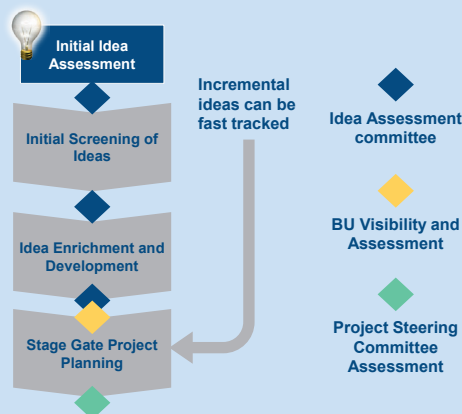 Initial Idea
Assessment
Incremental
ideas can be
fast tracked
Initial Screening of
Ideas
Idea Enrichment and
Development
Stage Gate Project
Planning
Idea Assessment
committee
BU Visibility and
Assessment
Project Steering
Committee
Assessment